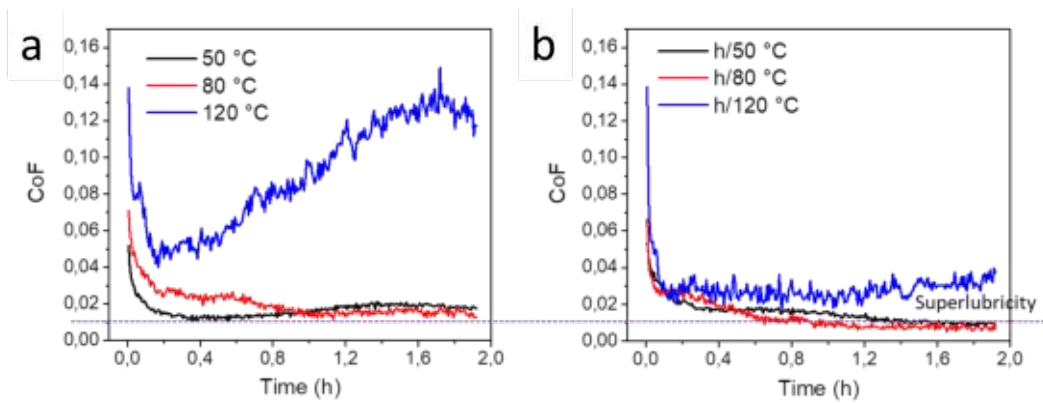 a
50 °C
80 °C
120 °C
CoF
0,16
0,14
0,12
0,10
0,08
0,06
0,04
0,02
0,00
0,0 0,4 0,8 1,2 1,6 2,0
Time (h)
b
h/50 °C
h/80 °C
h/120 °C
CoF
0,16
0,14
0,12
0,10
0,08
0,06
0,04
0,02
0,00
Superlubricity
0,0 0,4 0,8 1,2 1,6 2,0
Time (h)